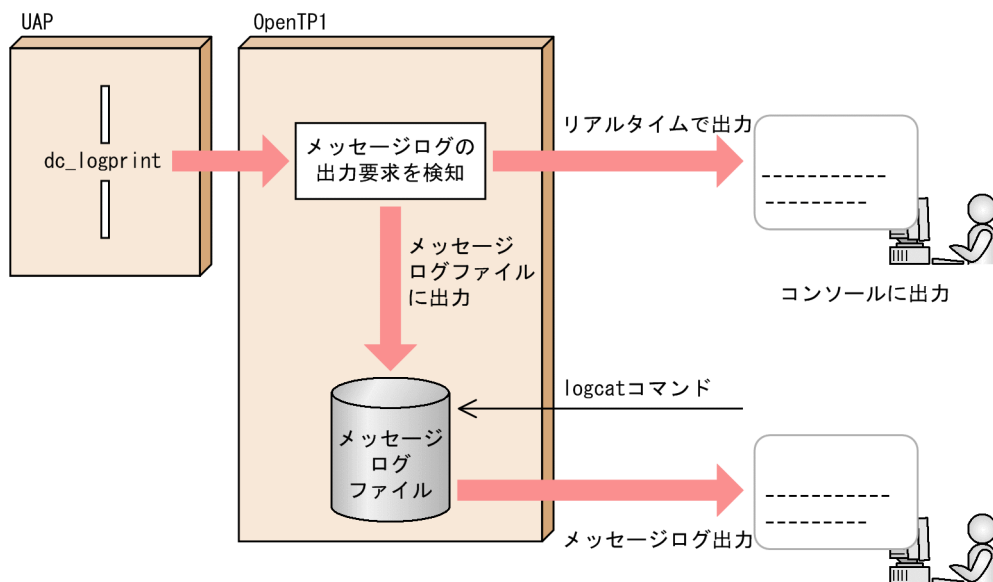 UAP
OpenTP1
dc_logprint
メッセージログの
出力要求を検知
リアルタイムで出力
メッセージ
ログファイル
に出力
コンソールに出力
logcatコマンド
メッセージ
ログ
ファイル
メッセージログ出力